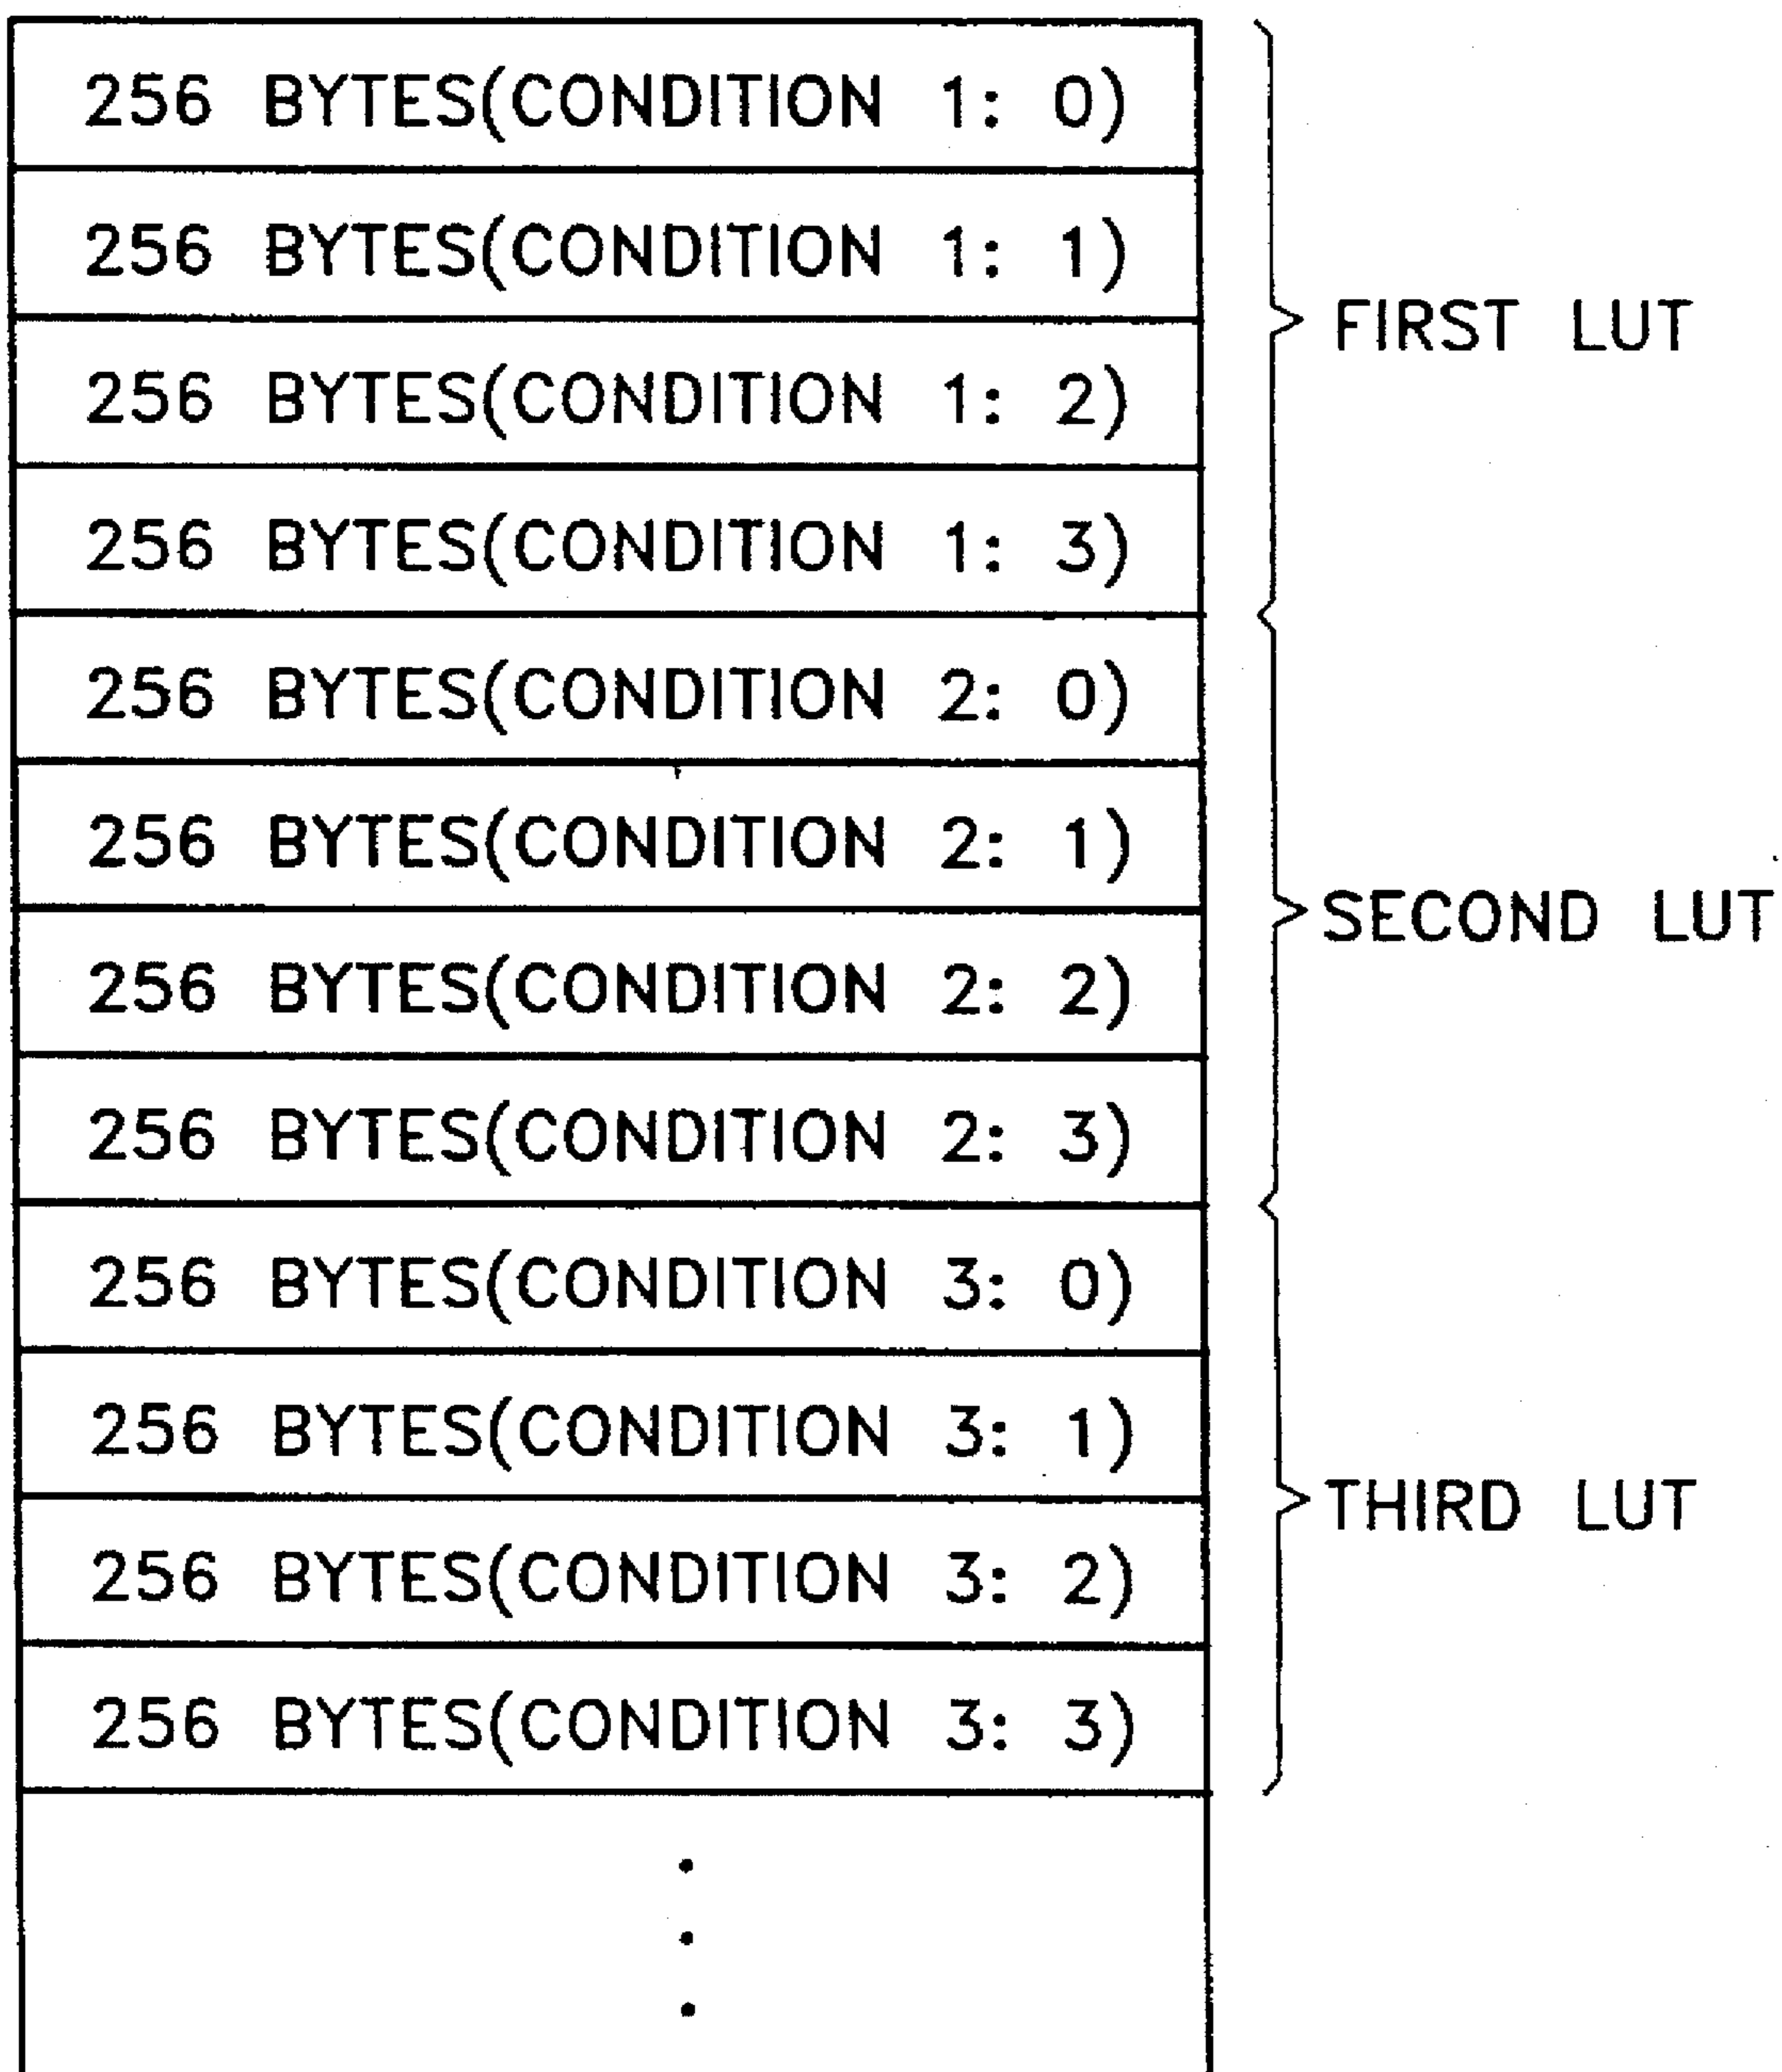 256 BYTES(CONDITION 1: 0)
256 BYTES(CONDITION 1: 1)
256 BYTES(CONDITION 1: 2)
256 BYTES(CONDITION 1: 3)
FIRST LUT
256 BYTES(CONDITION 2: 0)
256 BYTES(CONDITION 2: 1)
256 BYTES(CONDITION 2: 2)
256 BYTES(CONDITION 2: 3)
SECOND LUT
256 BYTES(CONDITION 3: 0)
256 BYTES(CONDITION 3: 1)
256 BYTES(CONDITION 3: 2)
256 BYTES(CONDITION 3: 3)
THIRD LUT